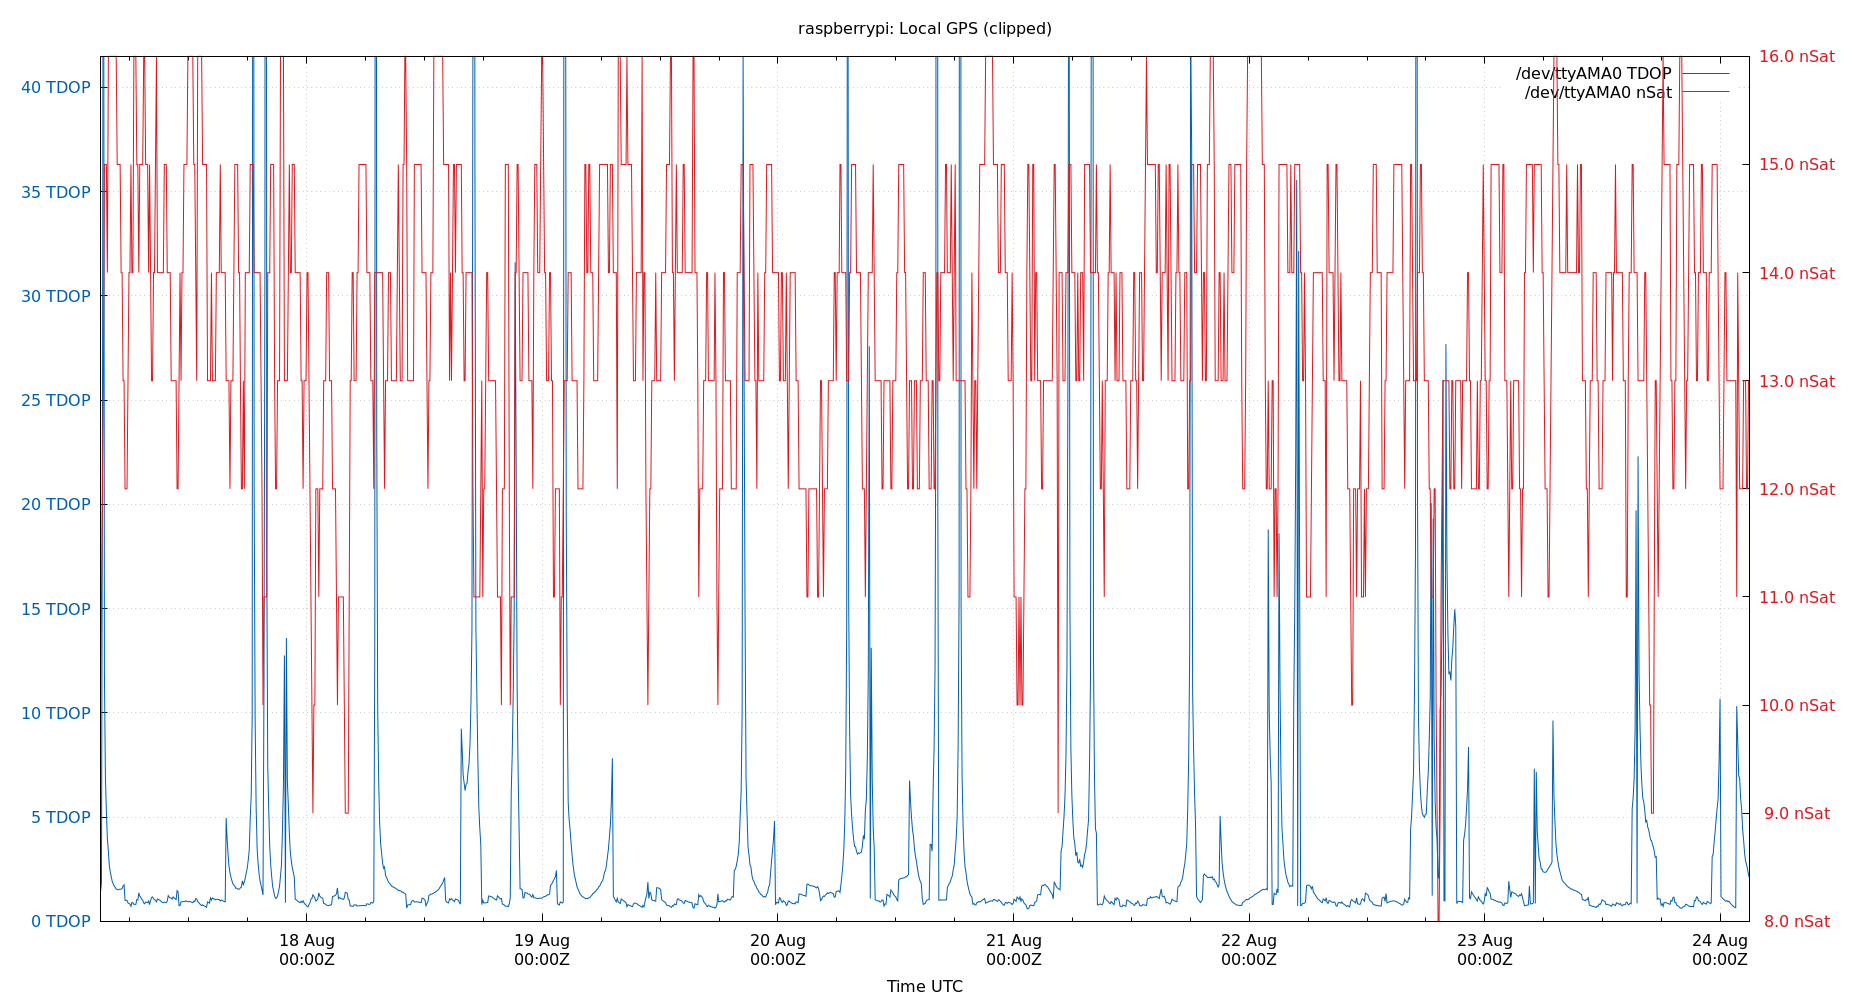 raspberrypi: Local GPS (clipped)
/dev/ttyAMA0 TDOP
/dev/ttyAMA0 nSat
40 TDOP
35 TDOP
30 TDOP
25 TDOP
20 TDOP
15 TDOP
10 TDOP
5 TDOP
0 TDOP
16.0 nSat
15.0 nSat
14.0 nSat
13.0 nSat
12.0 nSat
11.0 nSat
10.0 nSat
9.0 nSat
8.0 nSat
18 Aug 19 Aug 20 Aug 21 Aug 22 Aug 23 Aug 24 Aug
00:00Z 00:00Z 00:00Z 00:00Z 00:00Z 00:00Z 00:00Z
Time UTC